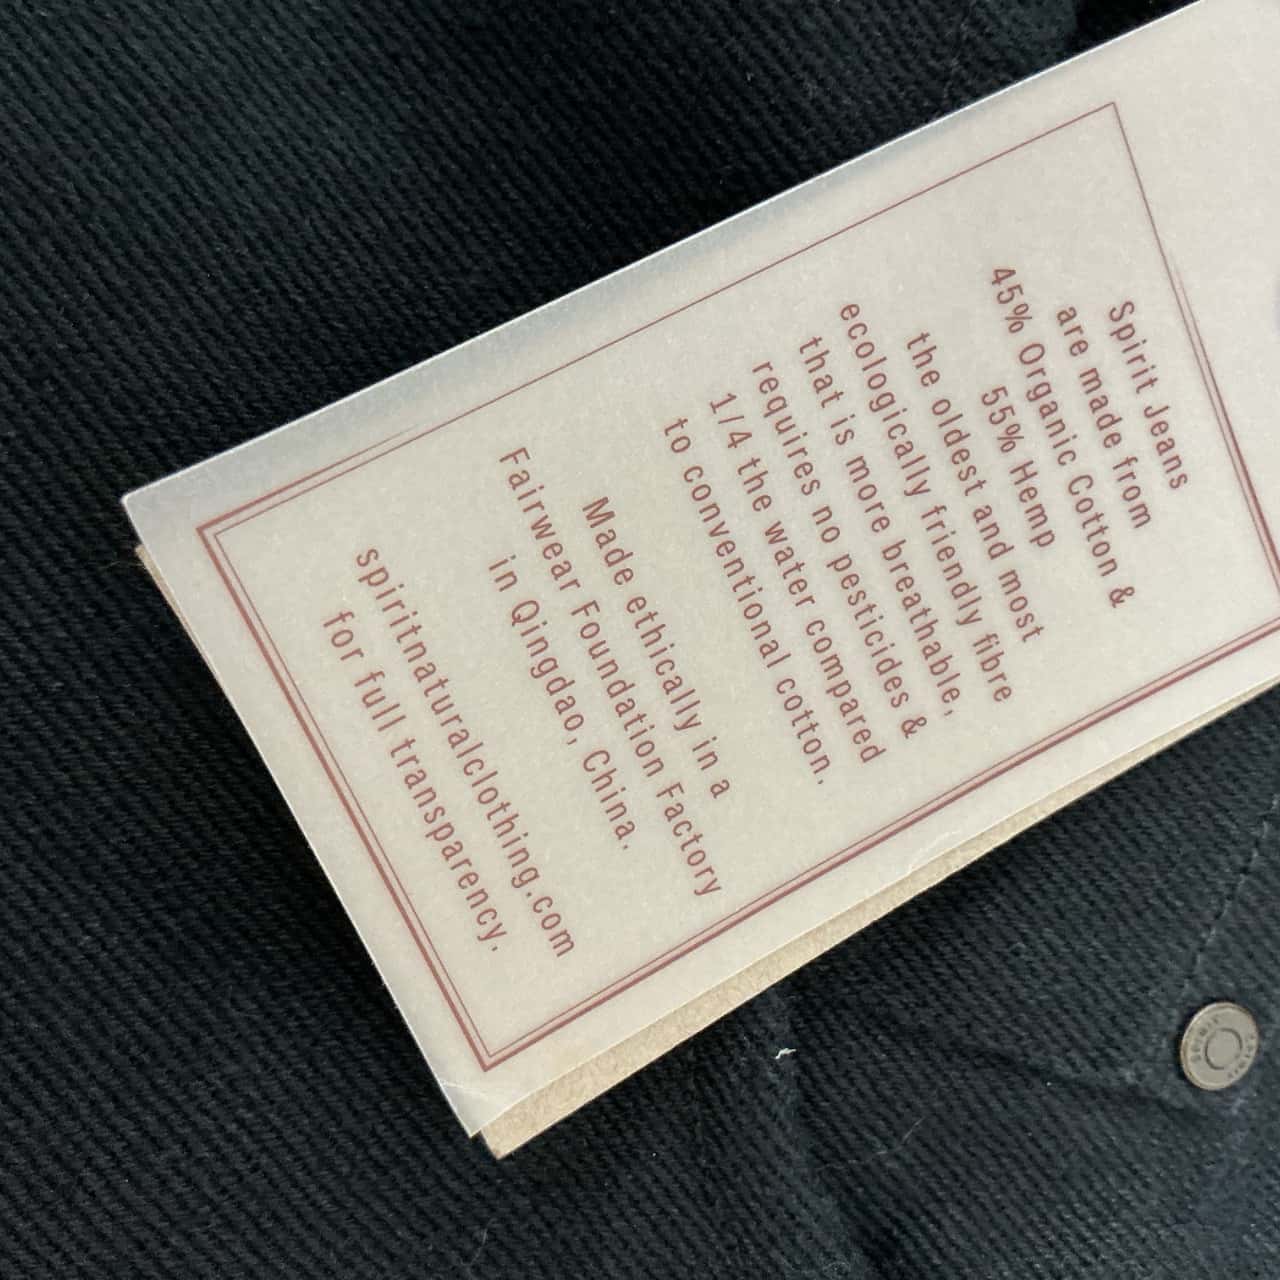 Spirit Jeans
are made from
45% Organic Cotton &
55% Hemp
the oldest and most
ecologically friendly fibre
that is more breathable,
requires no pesticides &
1/4 the water compared
to conventional cotton.
Made ethically in a
Fairwear Foundation Factory
in Qingdao, China.
spiritnaturalclothing.com
for full transparency.